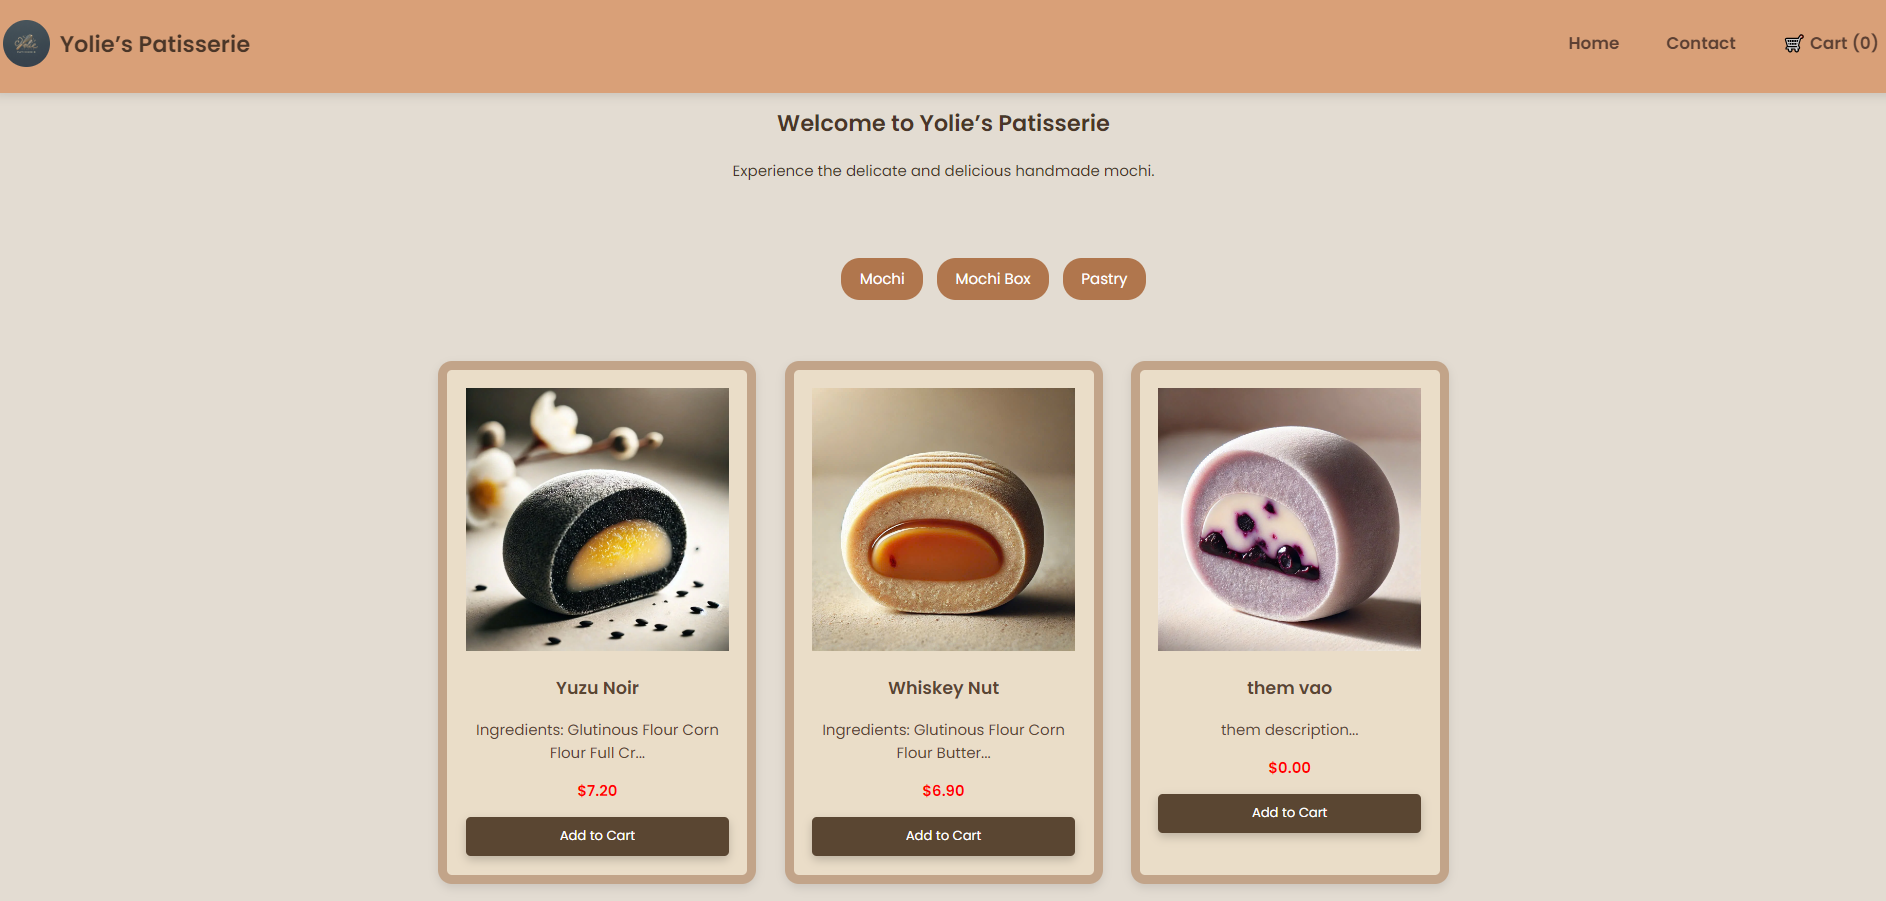 Yolie’s Patisserie
Home
Contact
Cart (0)
Welcome to Yolie’s Patisserie
Experience the delicate and delicious handmade mochi.
Mochi
Mochi Box
Pastry
Yuzu Noir
Ingredients: Glutinous Flour Corn
Flour Full Cr...
$7.20
Add to Cart
Whiskey Nut
Ingredients: Glutinous Flour Corn
Flour Butter...
$6.90
Add to Cart
them vao
them description...
$0.00
Add to Cart